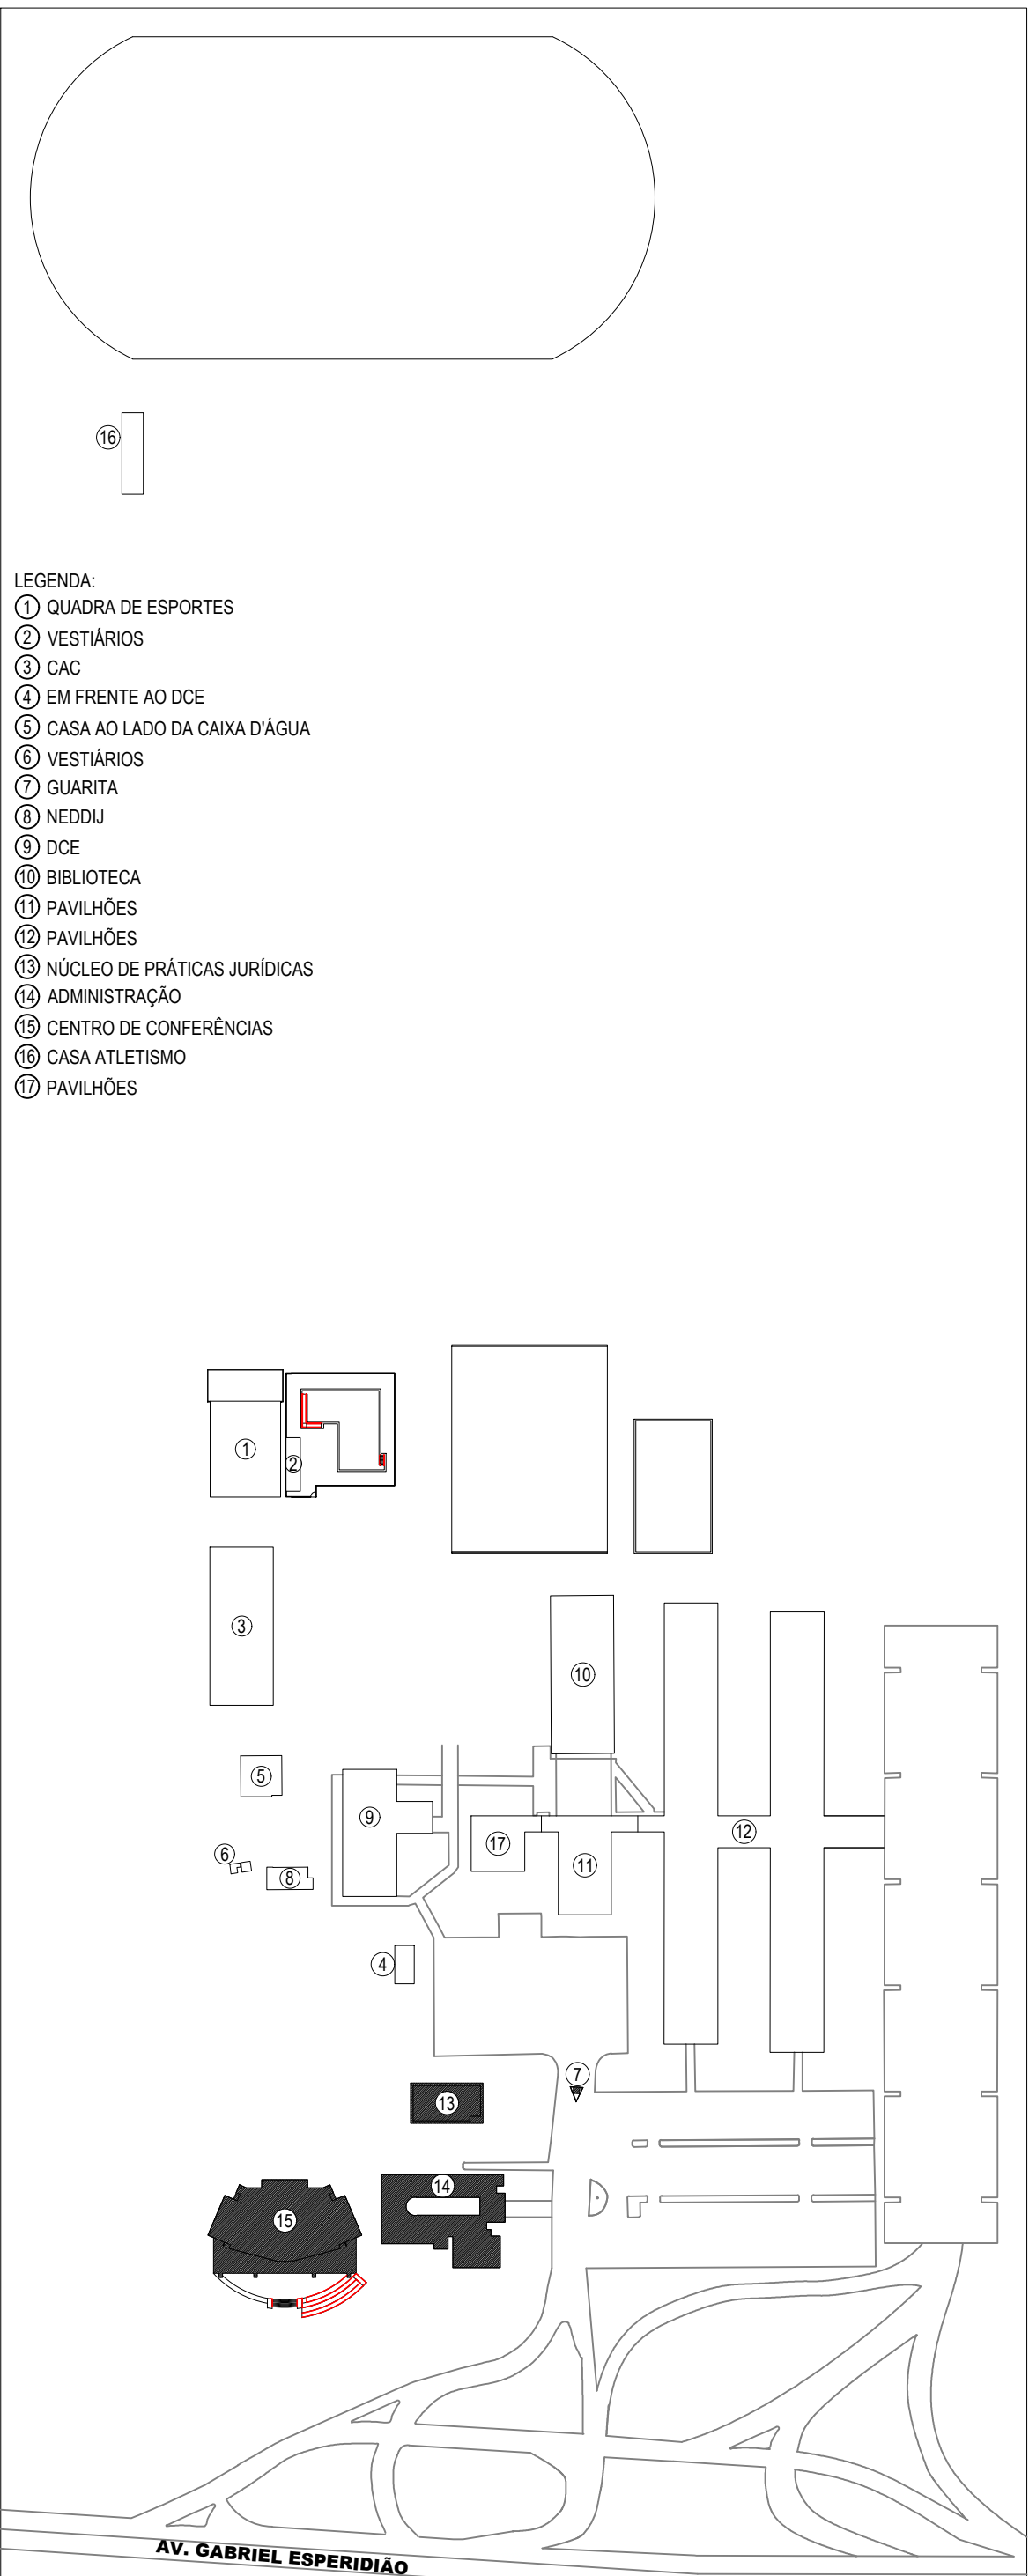 16
LEGENDA:
1 QUADRA DE ESPORTES
2 VESTIÁRIOS
3 CAC
4 EM FRENTE AO DCE
5 CASA AO LADO DA CAIXA D'ÁGUA
6 VESTIÁRIOS
7 GUARITA
8 NEDDIJ
9 DCE
10 BIBLIOTECA
11 PAVILHÕES
12 PAVILHÕES
13 NÚCLEO DE PRÁTICAS JURÍDICAS
14 ADMINISTRAÇÃO
15 CENTRO DE CONFERÊNCIAS
16 CASA ATLETISMO
17 PAVILHÕES
1
2
3
10
5
9
12
17
6
11
8
4
7
13
14
15
AV. GABRIEL ESPERIDIÃO